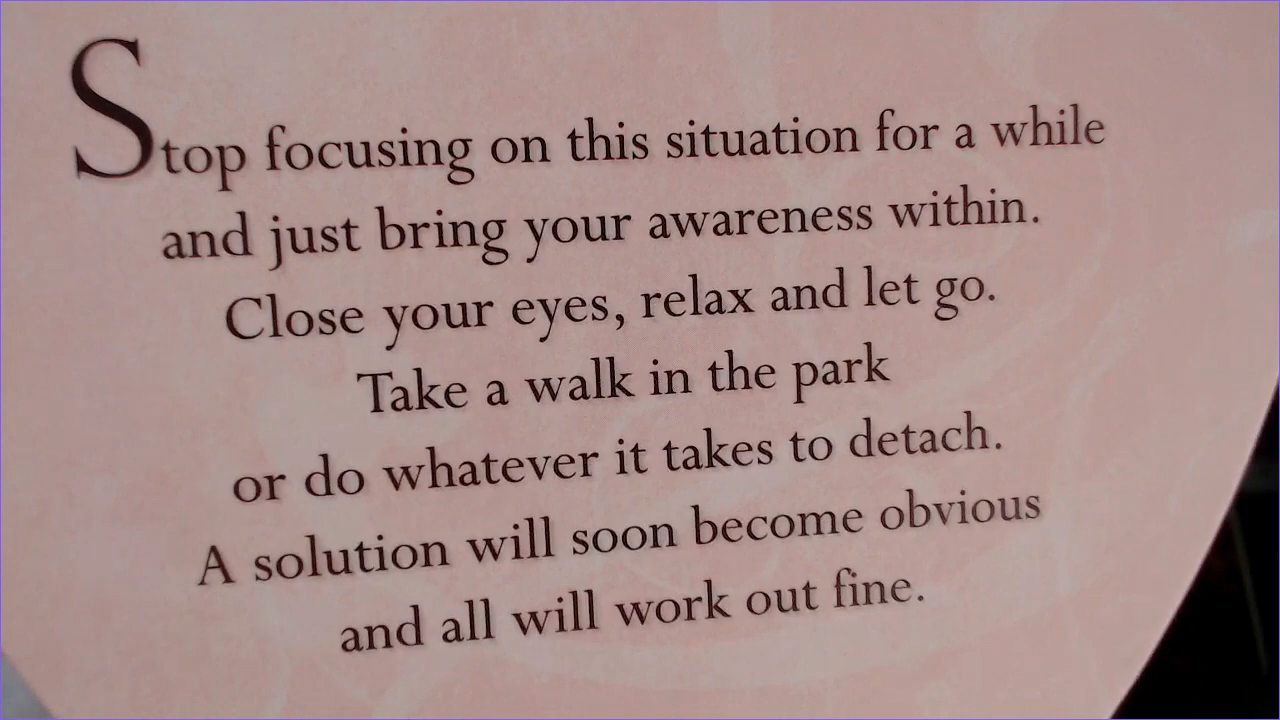 Stop focusing on this situation for a while
and just bring your awareness within.
Close your eyes, relax and let go.
Take a walk in the park
or do whatever it takes to detach.
A solution will soon become obvious
and all will work out fine.